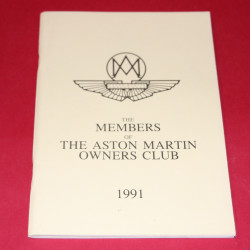 THE
MEMBERS
OF
THE ASTON MARTIN
OWNERS CLUB
1991